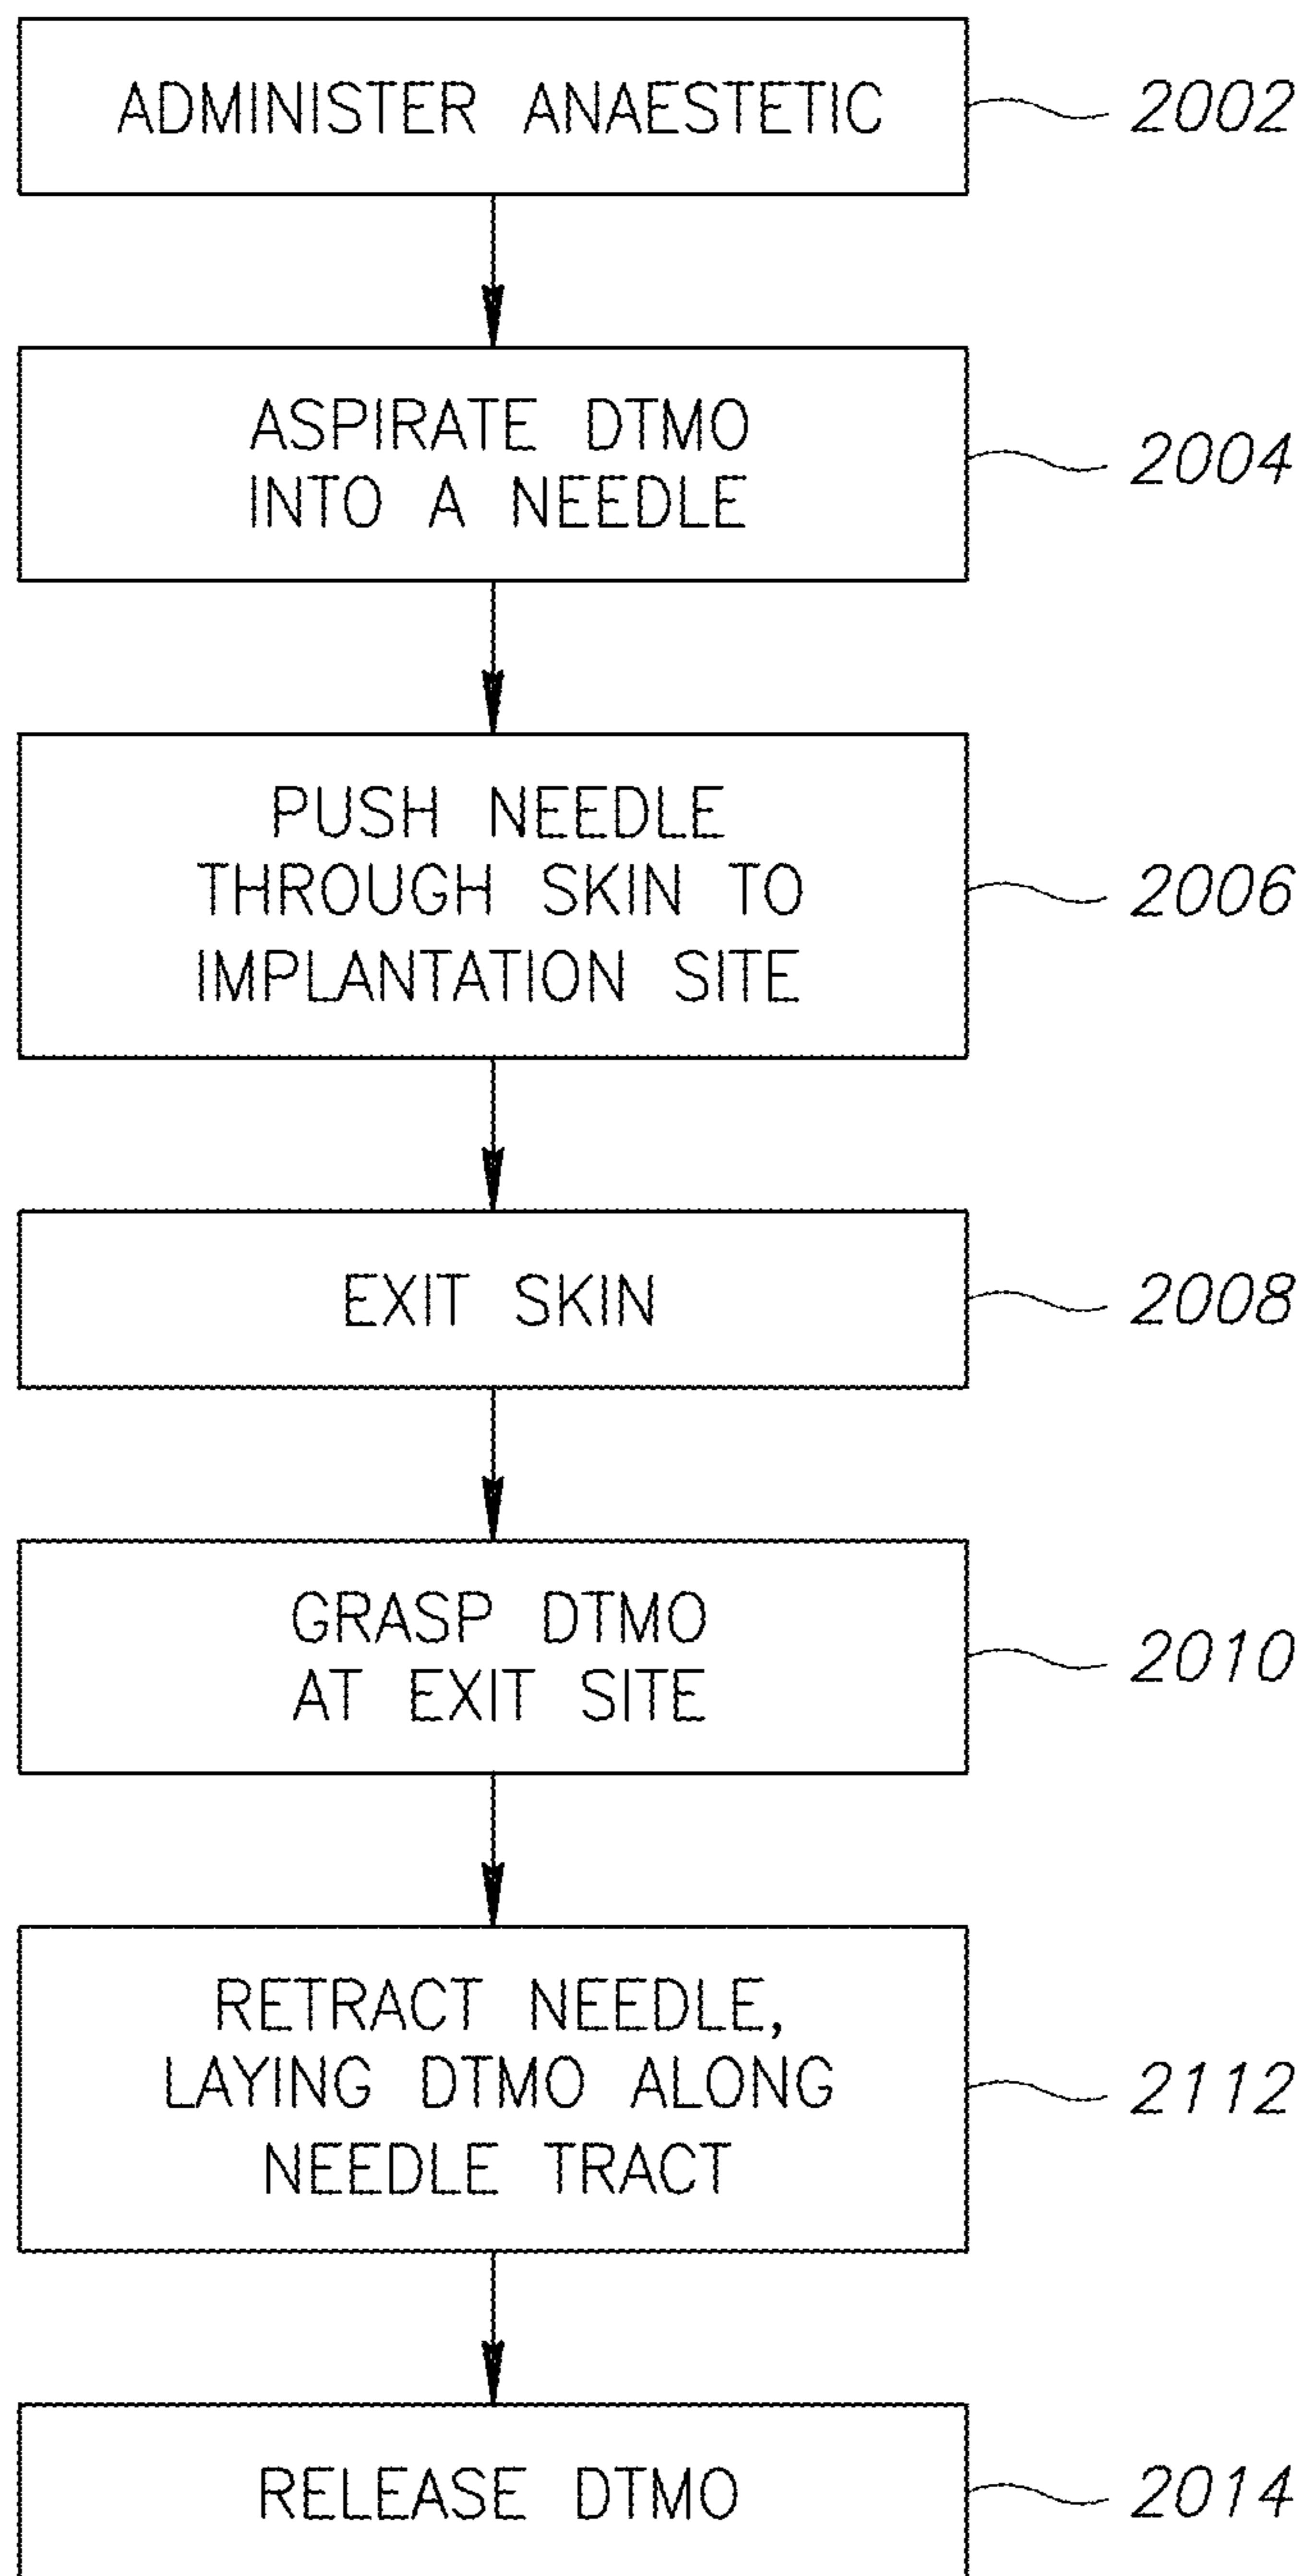 ADMINISTER ANAESTETIC
2002
ASPIRATE DTMO
INTO A NEEDLE
2004
PUSH NEEDLE
THROUGH SKIN TO
IMPLANTATION SITE
2006
EXIT SKIN
2008
GRASP DTMO
AT EXIT SITE
2010
RETRACT NEEDLE,
LAYING DTMO ALONG
NEEDLE TRACT
2112
RELEASE DTMO
2014